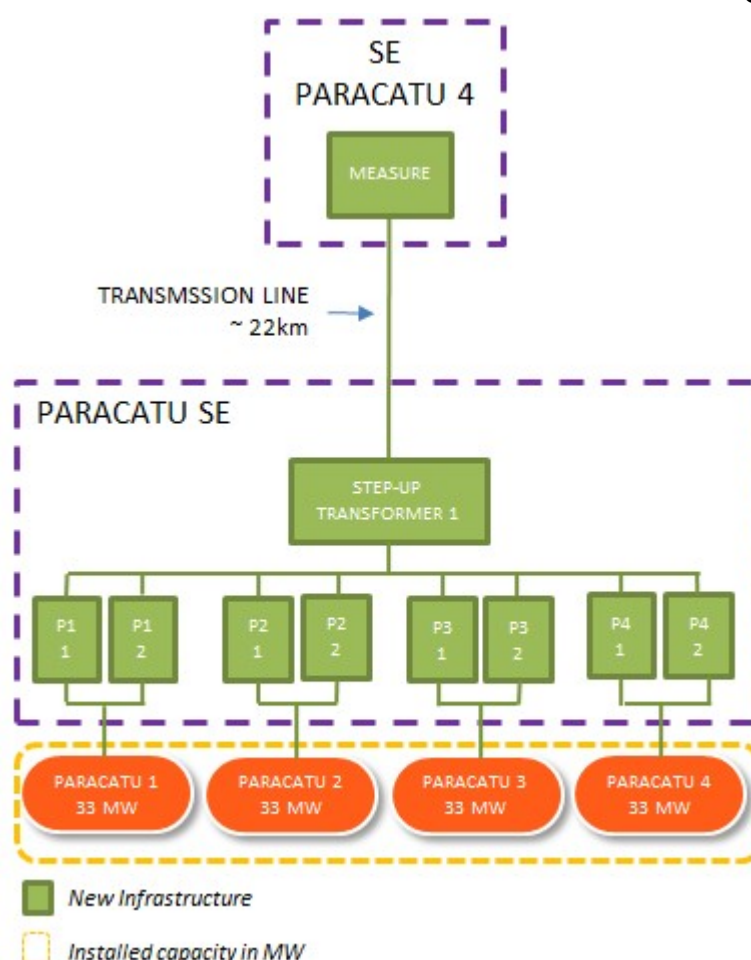 SE
PARACATU 4
MEASURE
TRANSMSSION LINE
~ 22km
PARACATU SE
STEP-UP
TRANSFORMER 1
P1
1
P1
2
P2
1
P2
2
P3
1
P3
2
P4
1
P4
2
PARACATU 1
33 MW
PARACATU 2
33 MW
PARACATU 3
33 MW
PARACATU 4
33 MW
New Infrastructure
Installed capacity in MW